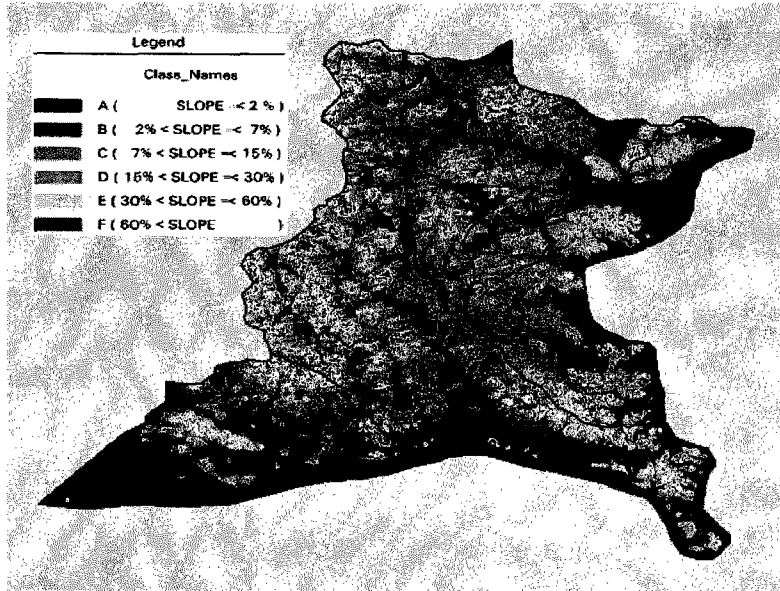 Legend
Class_Names
A ( SLOPE =< 2 % )
B ( 2% < SLOPE =< 7% )
C ( 7% < SLOPE =< 15% )
D ( 15% < SLOPE =< 30% )
E ( 30% < SLOPE =< 60% )
F ( 60% < SLOPE )